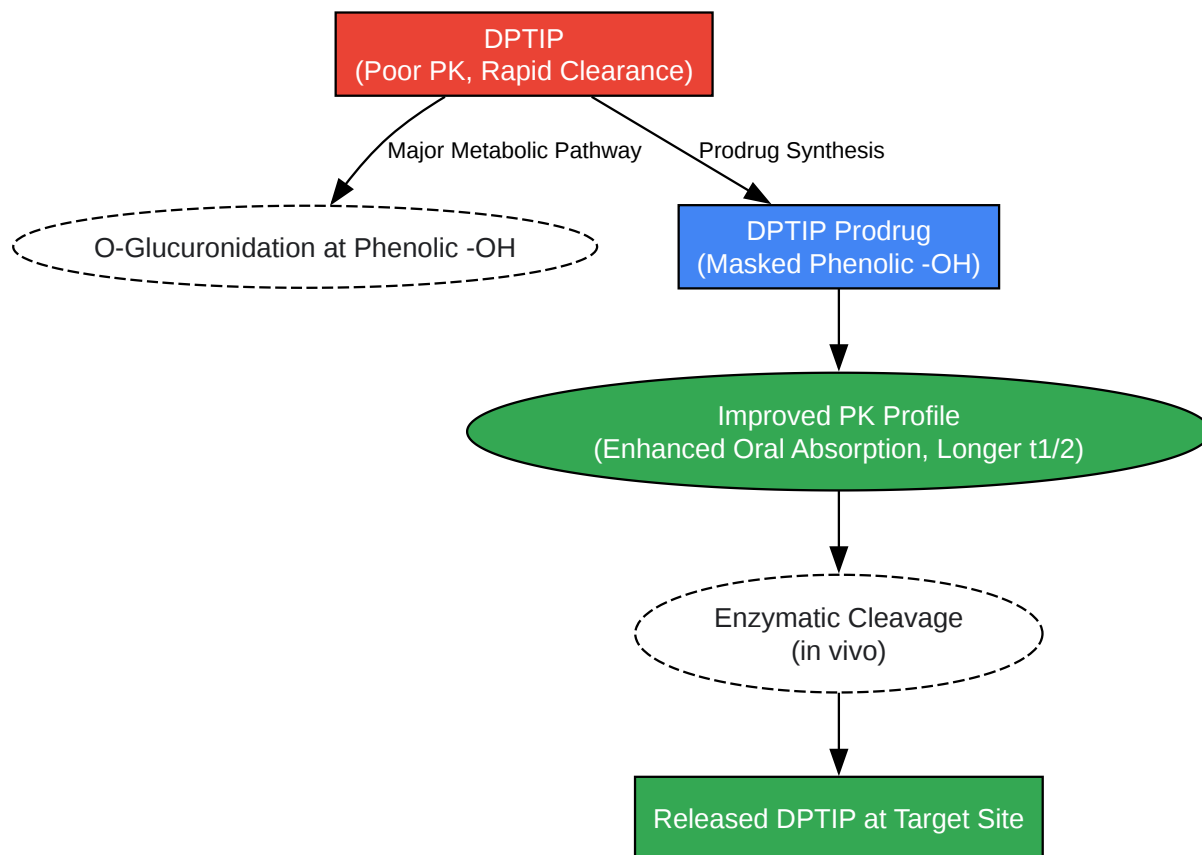 DPTIP
(Poor PK, Rapid Clearance)
Major Metabolic Pathway
Prodrug Synthesis
O-Glucuronidation at Phenolic -OH
DPTIP Prodrug
(Masked Phenolic -OH)
Improved PK Profile
(Enhanced Oral Absorption, Longer t1/2)
Enzymatic Cleavage
(in vivo)
Released DPTIP at Target Site